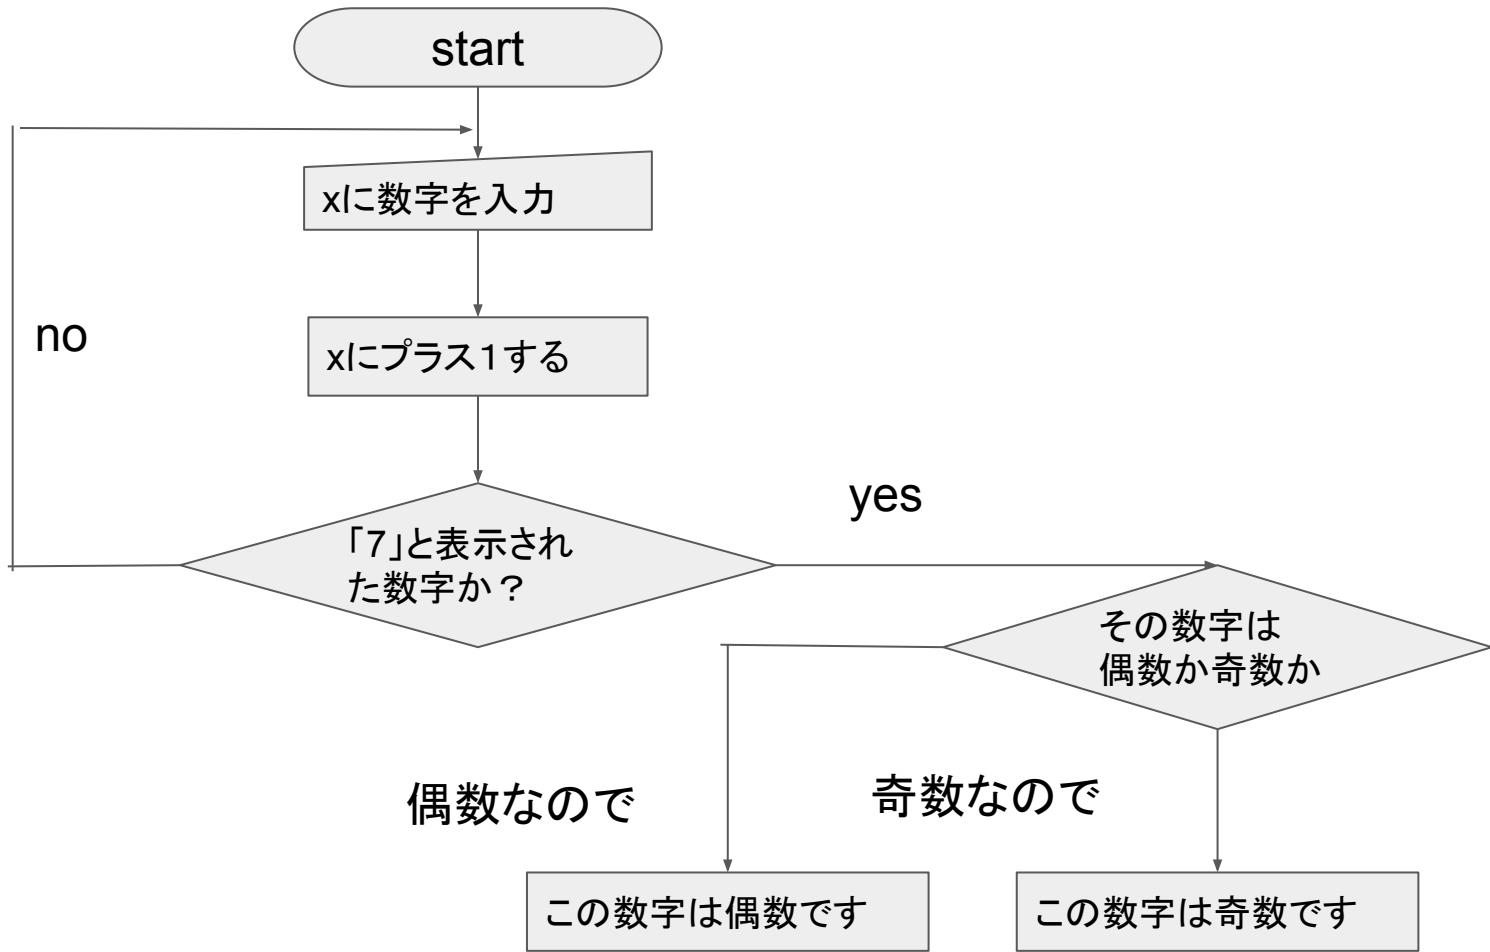 start
xに数字を入力
no
xにプラス１する
yes
「7」と表示され
た数字か？
その数字は
偶数か奇数か
偶数なので
奇数なので
この数字は偶数です
この数字は奇数です